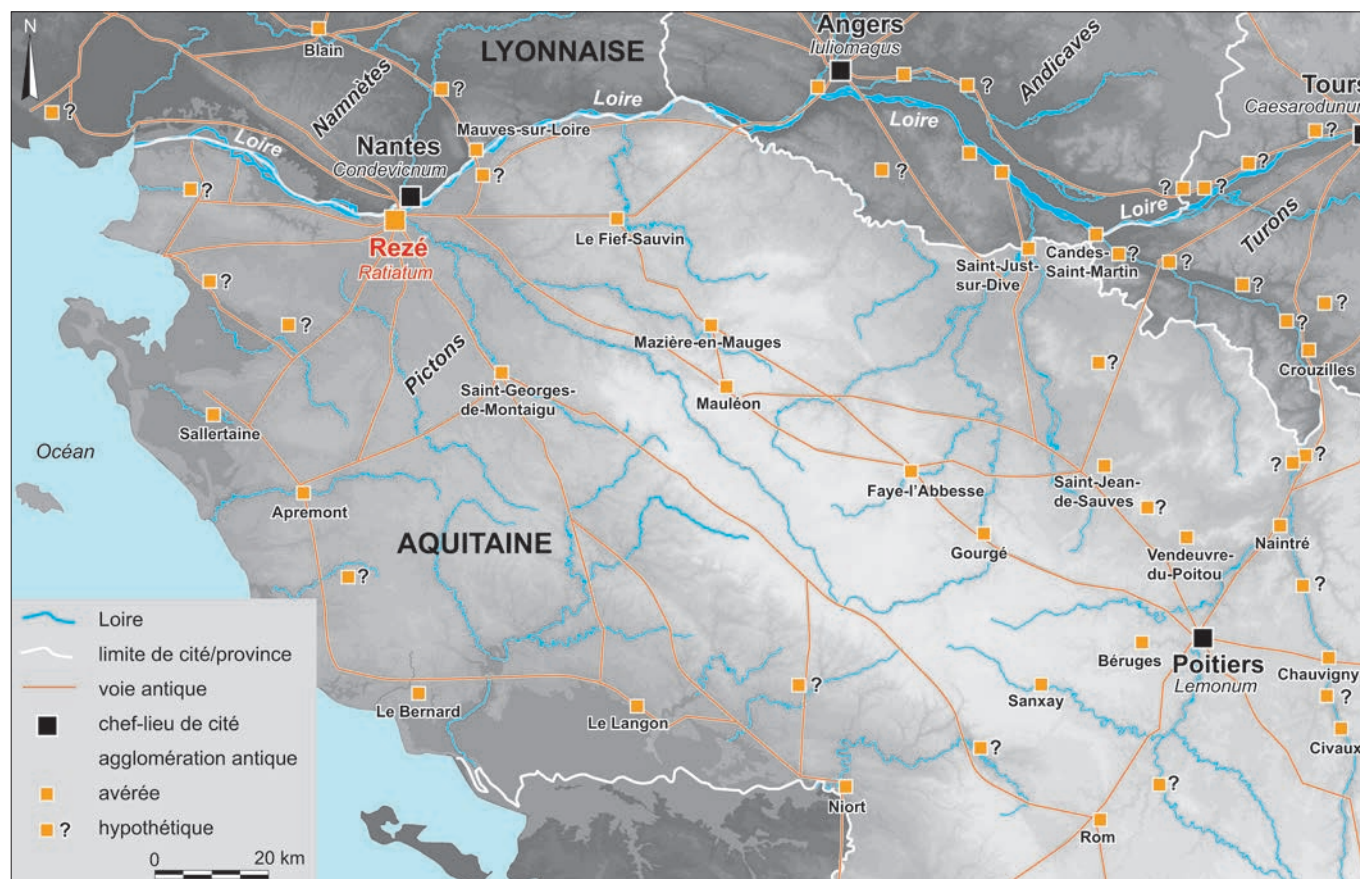 N
Blain
LYONNAISE
Angers
Iuliomagus
Andicaves
Tours
Caesarodunum
?
Namnètes
?
Loire
Mauves-sur-Loire
Loire
Loire
?
?
Nantes
Condevicnum
?
?
?
?
?
Loire
Turons
Rezé
Ratiatum
Le Fief-Sauvin
Saint-Just-
sur-Dive
Candes-
Saint-Martin
?
?
?
?
?
?
?
Pictons
Mazière-en-Mauges
?
Crouzilles
Saint-Georges-
de-Montaigu
Mauléon
Sallertaine
Océan
?
?
Apremont
Faye-l'Abbesse
Saint-Jean-
de-Sauves
?
AQUITAINE
Gourgé
Vendeuvre-
du-Poitou
Naintré
?
?
Béruges
Poitiers
Lemonum
Chauvigny
?
Le Bernard
Le Langon
?
Sanxay
Civaux
?
?
Niort
Rom
Loire
limite de cité/province
voie antique
chef-lieu de cité
agglomération antique
avérée
? hypothétique
0 20 km